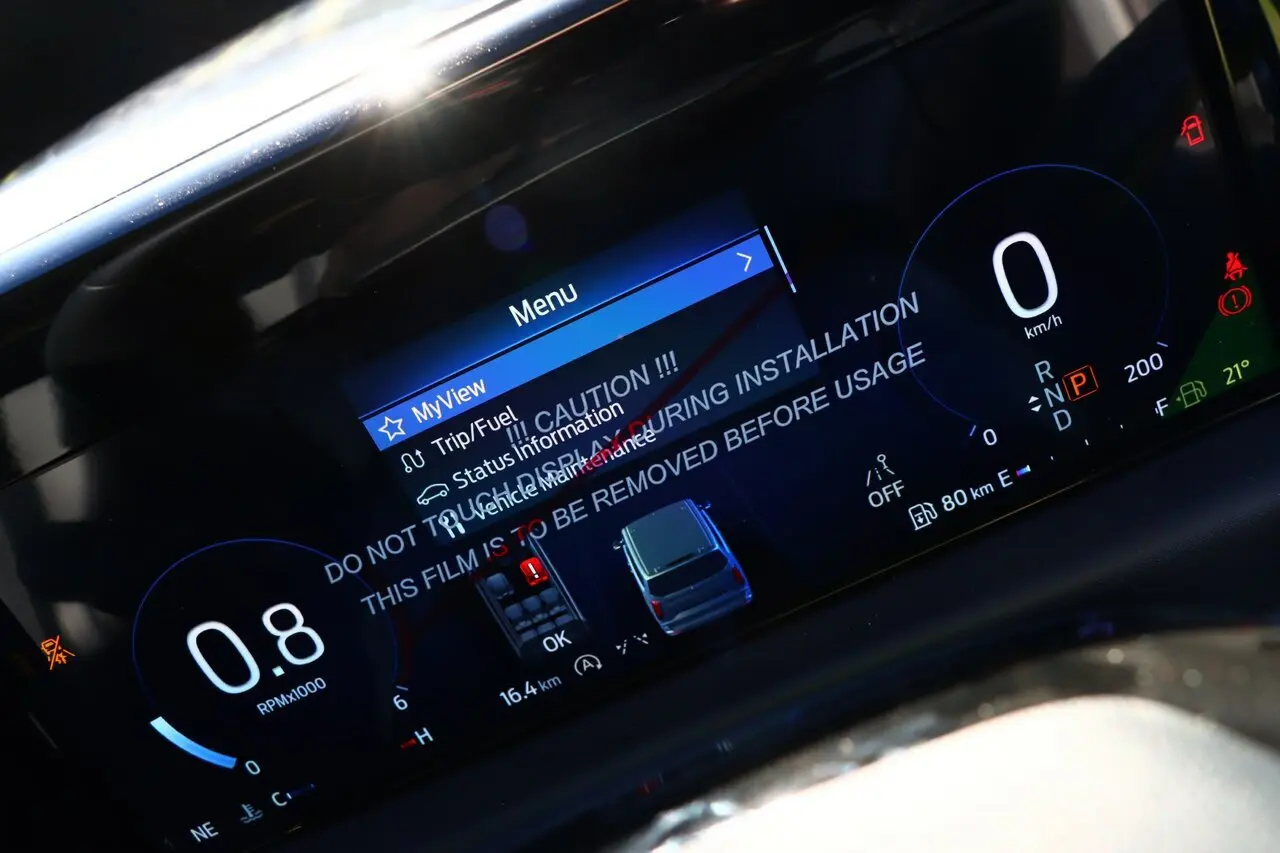 Menu
MyView
Trip/Fuel
Status Information
Vehicle Maintenance
!!! CAUTION !!!
DO NOT TOUCH DISPLAY DURING INSTALLATION
THIS FILM IS TO BE REMOVED BEFORE USAGE
0
km/h
200
0
R
N
D
P
F
21°
OFF
80 km E
0.8
RPMx1000
6
0
H
C
NE
OK
16.4 km
A